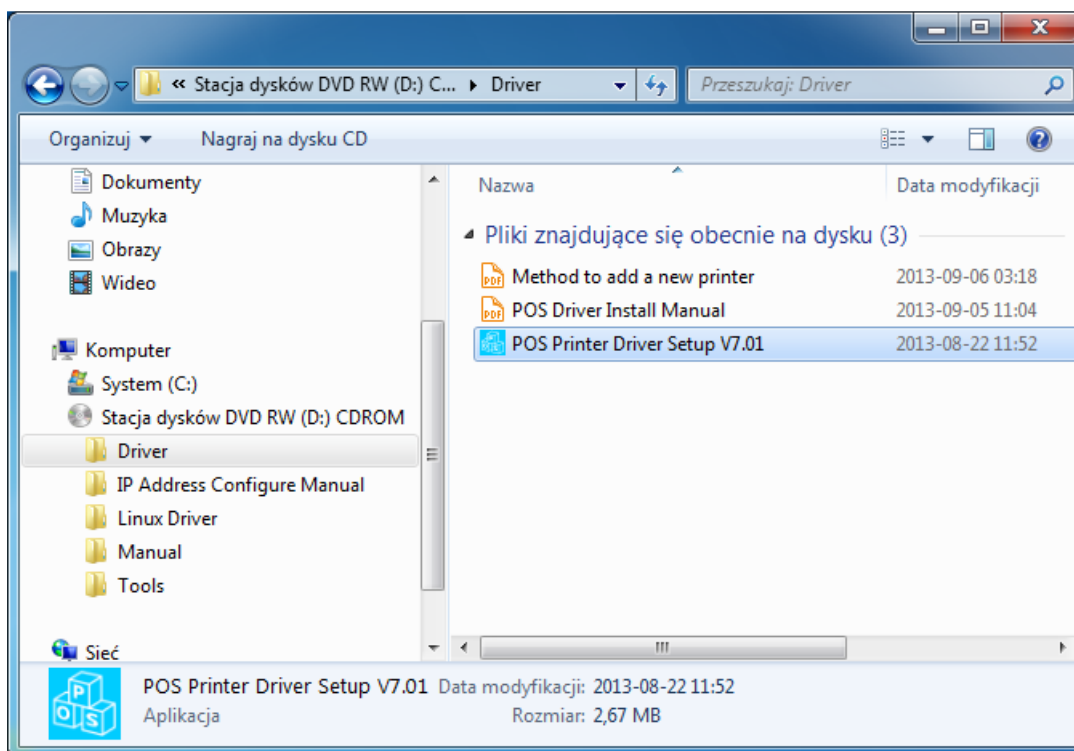 « Stacja dysków DVD RW (D:) C... ▸ Driver
Przeszukaj: Driver
Organizuj
Nagraj na dysku CD
Dokumenty
Muzyka
Obrazy
Wideo
Komputer
System (C:)
Stacja dysków DVD RW (D:) CDROM
Driver
IP Address Configure Manual
Linux Driver
Manual
Tools
Sieć
Nazwa Data modyfikacji
Pliki znajdujące się obecnie na dysku (3)
PDF Method to add a new printer 2013-09-06 03:18
PDF POS Driver Install Manual 2013-09-05 11:04
POS Printer Driver Setup V7.01 2013-08-22 11:52
POS
POS Printer Driver Setup V7.01 Data modyfikacji: 2013-08-22 11:52
Aplikacja Rozmiar: 2,67 MB